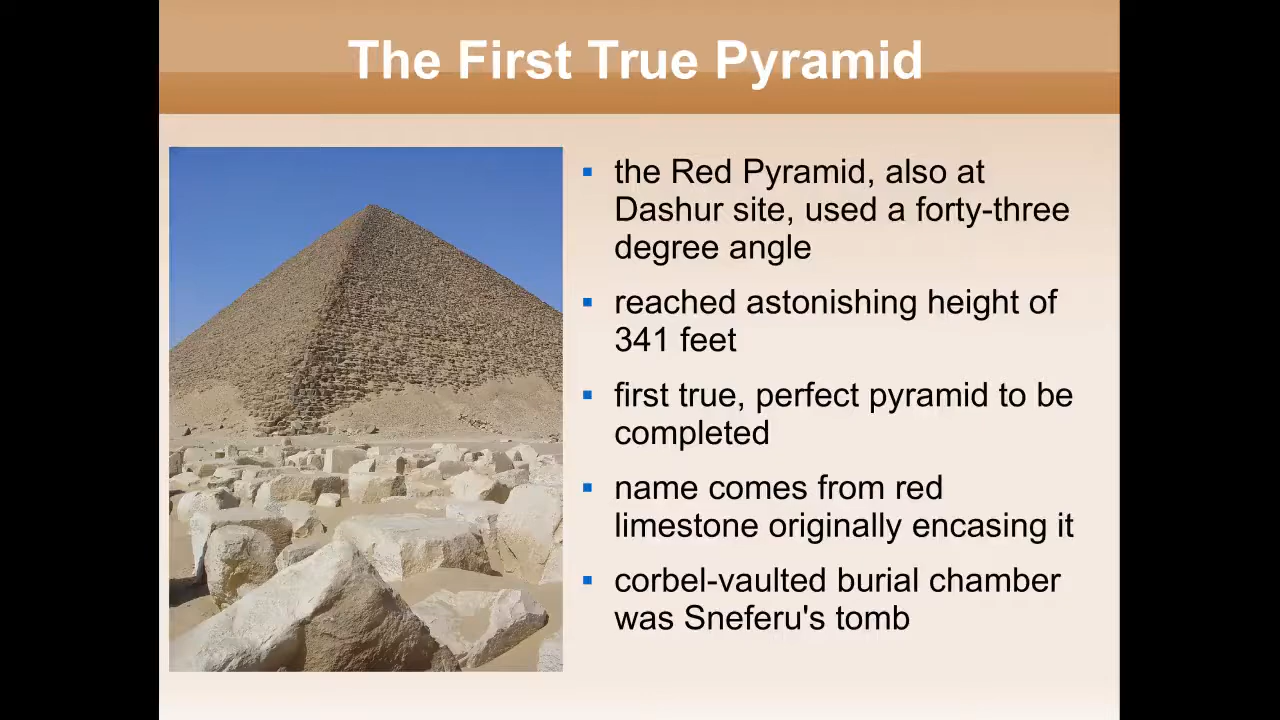 The First True Pyramid
the Red Pyramid, also at
Dashur site, used a forty-three
degree angle
reached astonishing height of
341 feet
first true, perfect pyramid to be
completed
name comes from red
limestone originally encasing it
corbel-vaulted burial chamber
was Sneferu's tomb